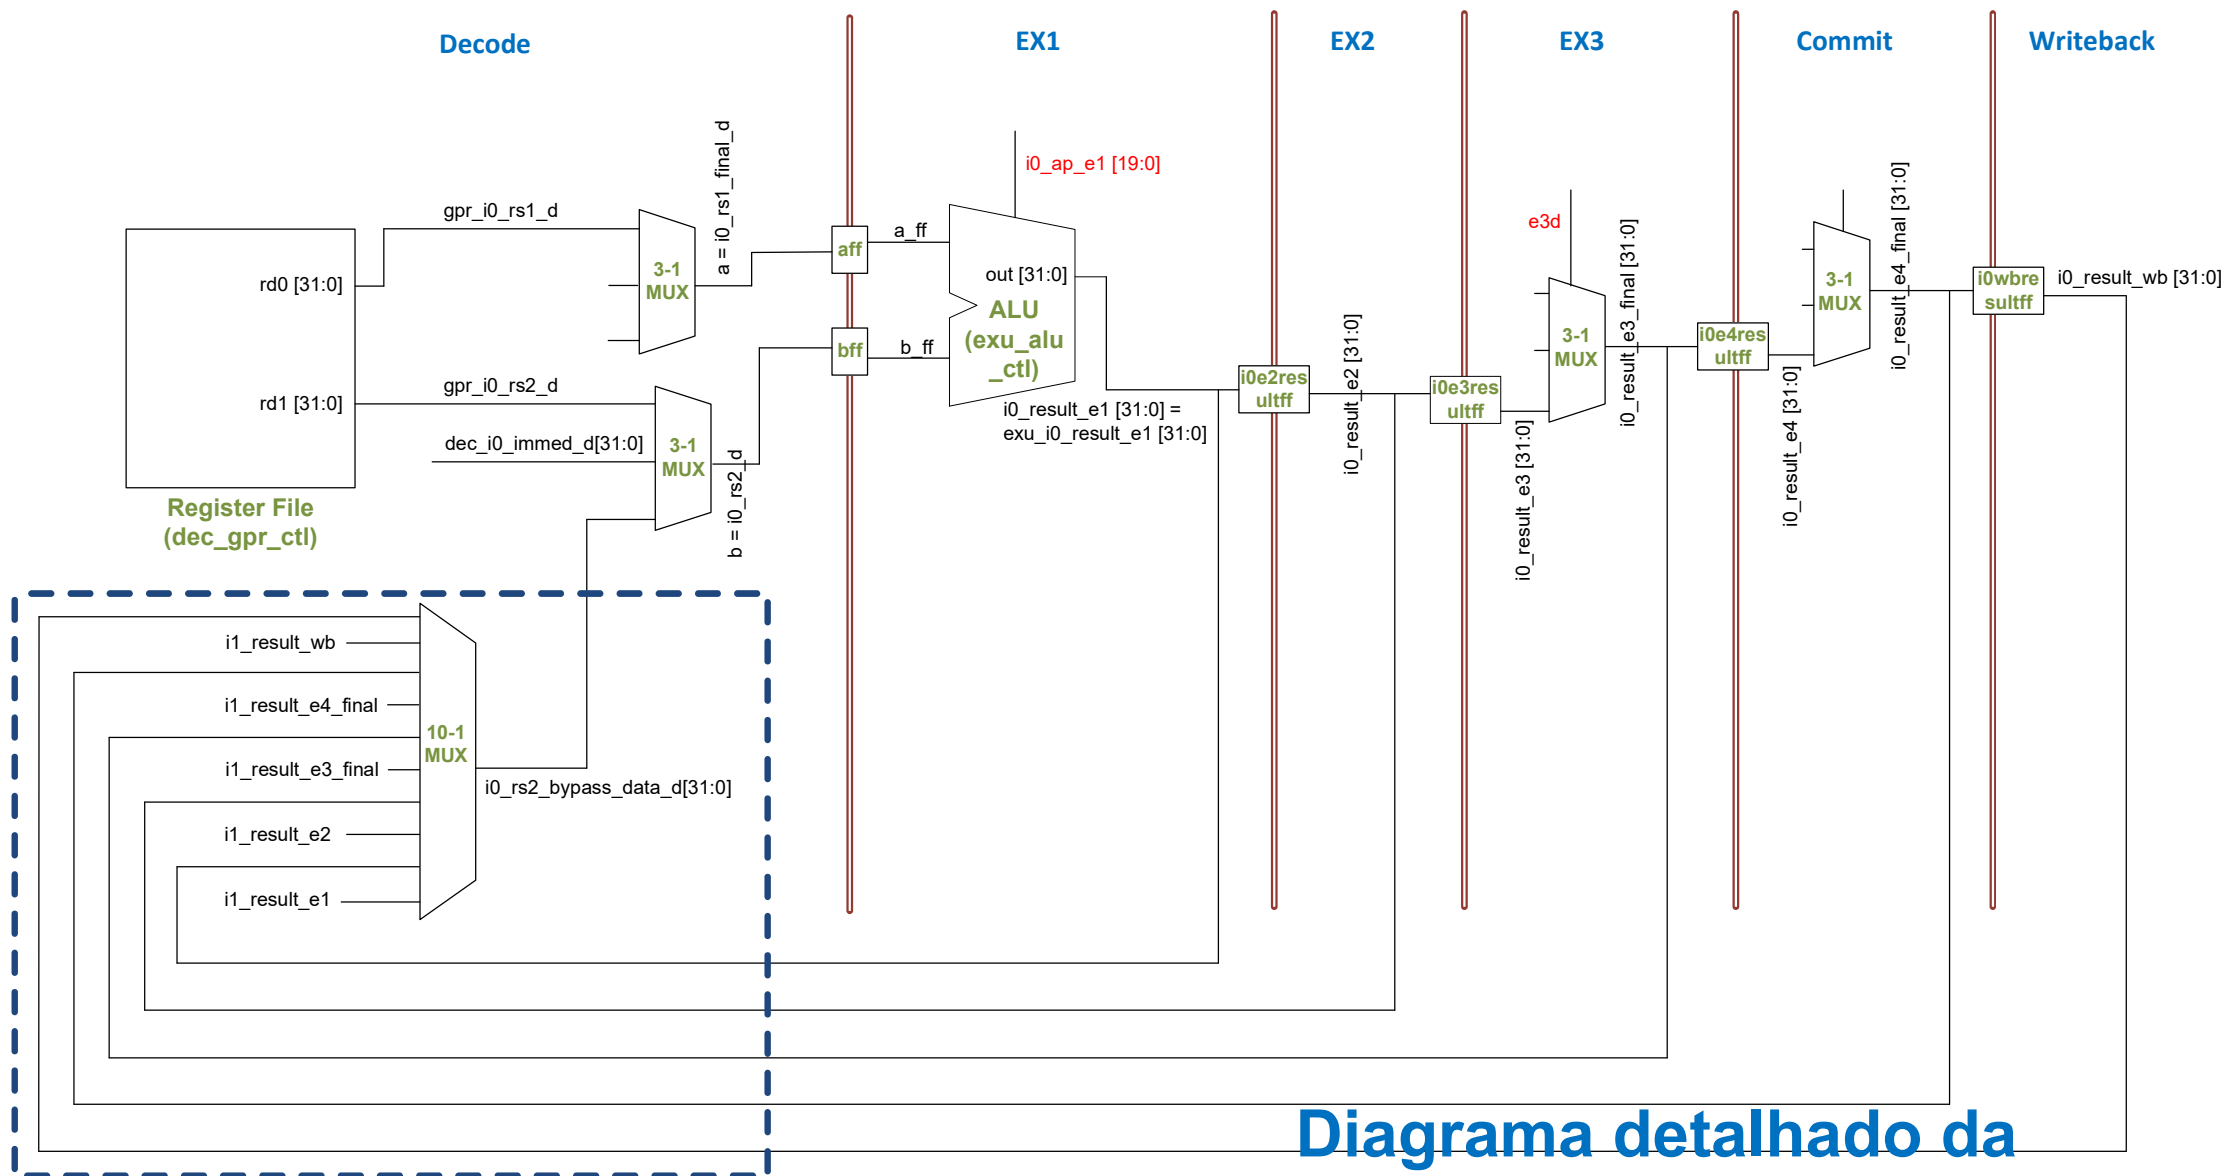 Decode
EX1
EX2
EX3
Commit
Writeback
gpr_i0_rs1_d
rd0 [31:0]
3-1
MUX
a = i0_rs1_final_d
gpr_i0_rs2_d
rd1 [31:0]
dec_i0_immed_d[31:0]
3-1
MUX
b = i0_rs2_d
Register File
(dec_gpr_ctl)
aff
bff
a_ff
b_ff
i0_ap_e1 [19:0]
out [31:0]
ALU
(exu_alu
_ctl)
i0_result_e1 [31:0] =
exu_i0_result_e1 [31:0]
i0e2res
ultff
i0_result_e2 [31:0]
i0e3res
ultff
i0_result_e3 [31:0]
e3d
3-1
MUX
i0_result_e3_final [31:0]
i0e4res
ultff
i0_result_e4 [31:0]
3-1
MUX
i0_result_e4_final [31:0]
i0wbre
sultff
i0_result_wb [31:0]
i1_result_wb
i1_result_e4_final
10-1
MUX
i1_result_e3_final
i0_rs2_bypass_data_d[31:0]
i1_result_e2
i1_result_e1
Diagrama detalhado da